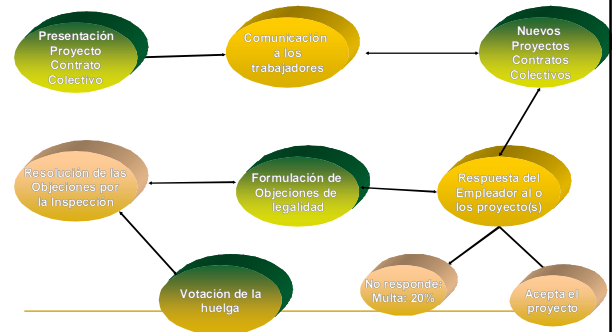 Presentación
Proyecto
Contrato
Colectivo
Comunicación
a los
trabajadores
Nuevos
Proyectos
Contratos
Colectivos
Resolución de las
Objeciones por
la Inspección
Formulación de
Objeciones de
legalidad
Respuesta del
Empleador al o
los proyecto(s)
Votación de la
huelga
No responde:
Multa: 20%
Acepta el
proyecto